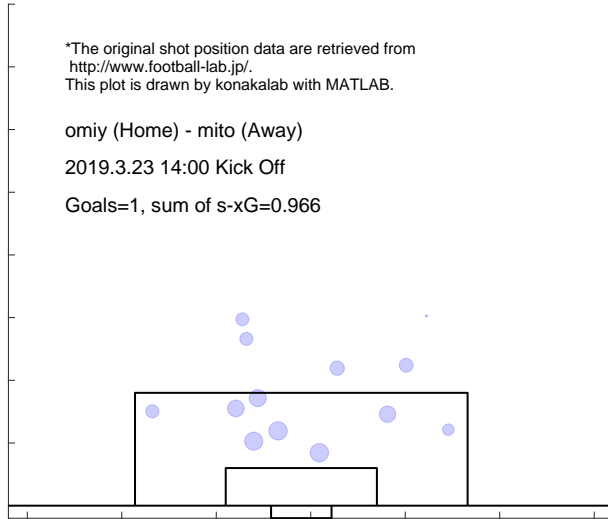 *The original shot position data are retrieved from
http://www.football-lab.jp/.
This plot is drawn by konakalab with MATLAB.
omiy (Home) - mito (Away)
2019.3.23 14:00 Kick Off
Goals=1, sum of s-xG=0.966